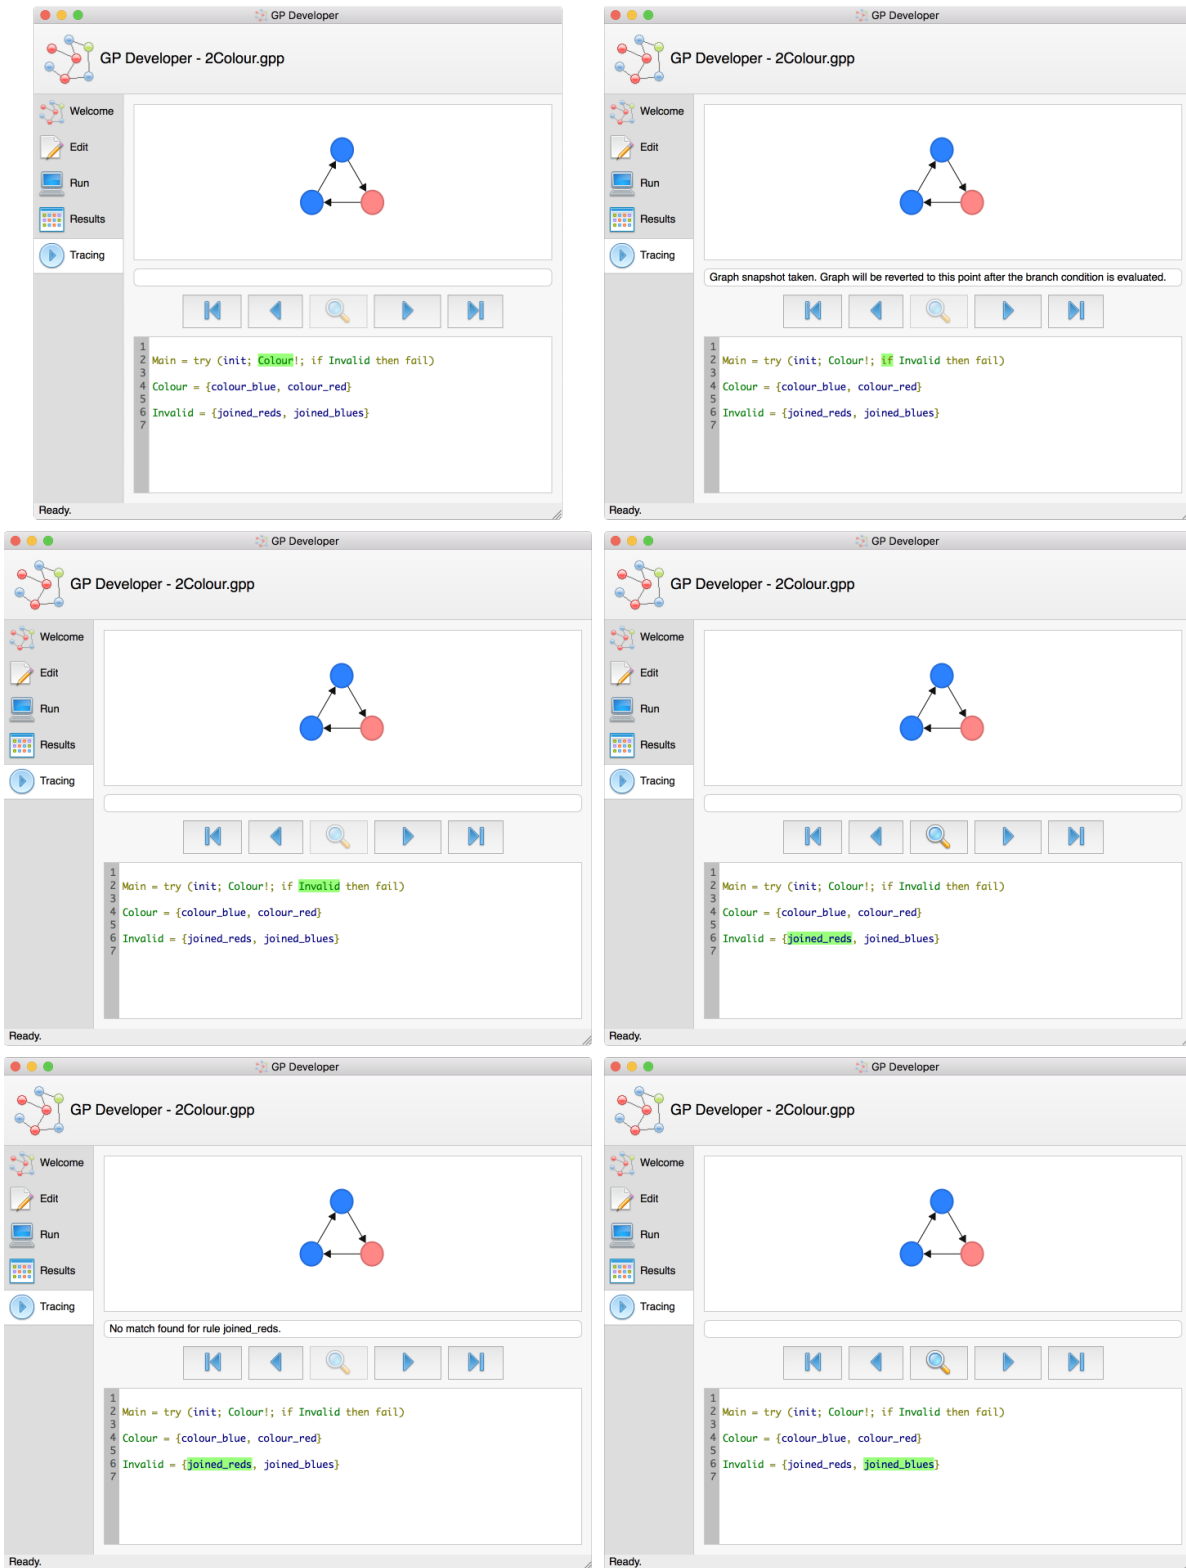 GP Developer
GP Developer - 2Colour.gpp
Welcome
Edit
Run
Results
Tracing
1
2 Main = try (init; Colour!; if Invalid then fail)
3
4 Colour = {colour_blue, colour_red}
5
6 Invalid = {joined_reds, joined_blues}
7
Ready.
GP Developer
GP Developer - 2Colour.gpp
Welcome
Edit
Run
Results
Tracing
Graph snapshot taken. Graph will be reverted to this point after the branch condition is evaluated.
1
2 Main = try (init; Colour!; if Invalid then fail)
3
4 Colour = {colour_blue, colour_red}
5
6 Invalid = {joined_reds, joined_blues}
7
Ready.
GP Developer
GP Developer - 2Colour.gpp
Welcome
Edit
Run
Results
Tracing
1
2 Main = try (init; Colour!; if Invalid then fail)
3
4 Colour = {colour_blue, colour_red}
5
6 Invalid = {joined_reds, joined_blues}
7
Ready.
GP Developer
GP Developer - 2Colour.gpp
Welcome
Edit
Run
Results
Tracing
1
2 Main = try (init; Colour!; if Invalid then fail)
3
4 Colour = {colour_blue, colour_red}
5
6 Invalid = {joined_reds, joined_blues}
7
Ready.
GP Developer
GP Developer - 2Colour.gpp
Welcome
Edit
Run
Results
Tracing
No match found for rule joined_reds.
1
2 Main = try (init; Colour!; if Invalid then fail)
3
4 Colour = {colour_blue, colour_red}
5
6 Invalid = {joined_reds, joined_blues}
7
Ready.
GP Developer
GP Developer - 2Colour.gpp
Welcome
Edit
Run
Results
Tracing
1
2 Main = try (init; Colour!; if Invalid then fail)
3
4 Colour = {colour_blue, colour_red}
5
6 Invalid = {joined_reds, joined_blues}
7
Ready.